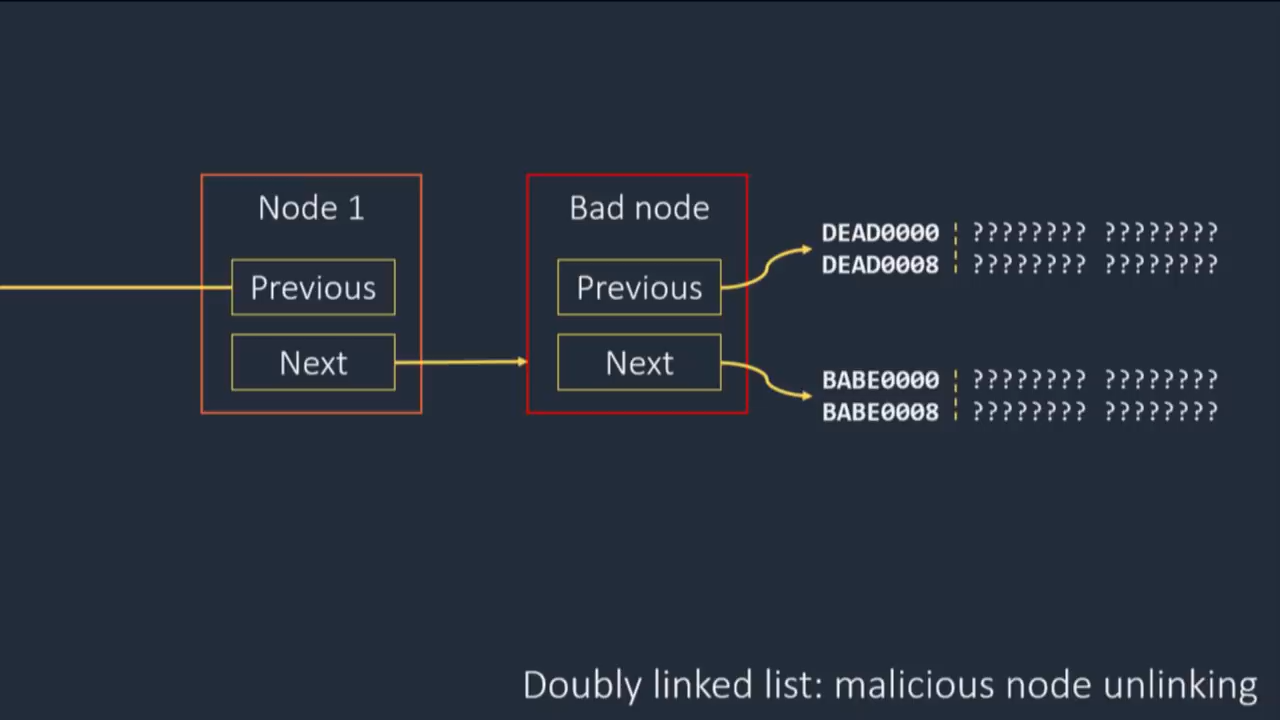 Node 1
Previous
Next
Bad node
Previous
Next
DEAD0000 ¦ ???????? ????????
DEAD0008 ¦ ???????? ????????
BABE0000 ¦ ???????? ????????
BABE0008 ¦ ???????? ????????
Doubly linked list: malicious node unlinking